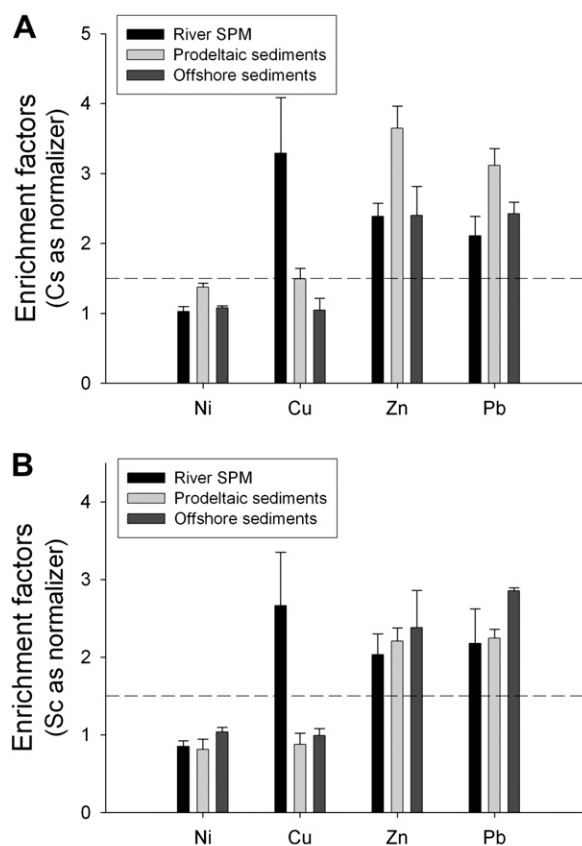 A
Enrichment factors
(Cs as normalizer)
5
4
3
2
1
0
River SPM
Prodeltaic sediments
Offshore sediments
Ni Cu Zn Pb
B
Enrichment factors
(Sc as normalizer)
4
3
2
1
0
River SPM
Prodeltaic sediments
Offshore sediments
Ni Cu Zn Pb